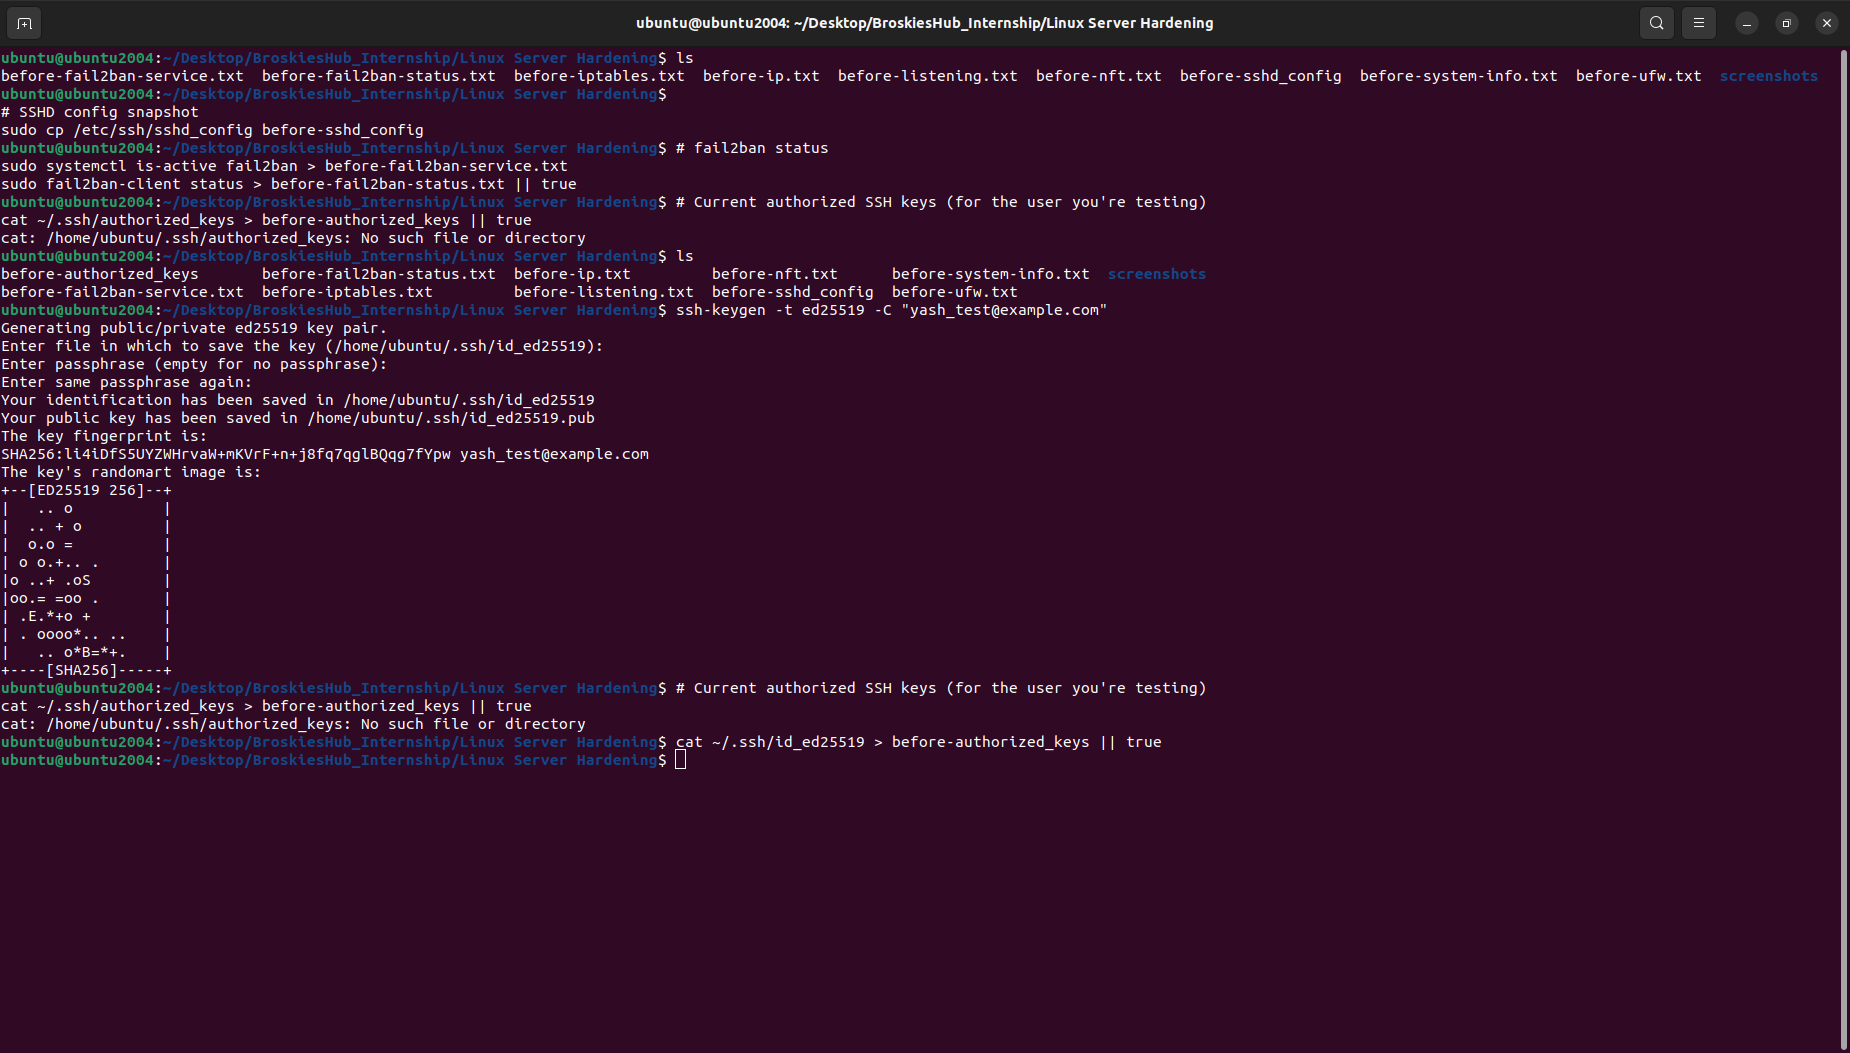 ubuntu@ubuntu2004: ~/Desktop/BroskiesHub_Internship/Linux Server Hardening
ubuntu@ubuntu2004:~/Desktop/BroskiesHub_Internship/Linux Server Hardening$ ls
before-fail2ban-service.txt  before-fail2ban-status.txt  before-iptables.txt  before-ip.txt  before-listening.txt  before-nft.txt  before-sshd_config  before-system-info.txt  before-ufw.txt  screenshots
ubuntu@ubuntu2004:~/Desktop/BroskiesHub_Internship/Linux Server Hardening$
# SSHD config snapshot
sudo cp /etc/ssh/sshd_config before-sshd_config
ubuntu@ubuntu2004:~/Desktop/BroskiesHub_Internship/Linux Server Hardening$ # fail2ban status
sudo systemctl is-active fail2ban > before-fail2ban-service.txt
sudo fail2ban-client status > before-fail2ban-status.txt || true
ubuntu@ubuntu2004:~/Desktop/BroskiesHub_Internship/Linux Server Hardening$ # Current authorized SSH keys (for the user you're testing)
cat ~/.ssh/authorized_keys > before-authorized_keys || true
cat: /home/ubuntu/.ssh/authorized_keys: No such file or directory
ubuntu@ubuntu2004:~/Desktop/BroskiesHub_Internship/Linux Server Hardening$ ls
before-authorized_keys       before-fail2ban-status.txt  before-ip.txt         before-nft.txt      before-system-info.txt  screenshots
before-fail2ban-service.txt  before-iptables.txt         before-listening.txt  before-sshd_config  before-ufw.txt
ubuntu@ubuntu2004:~/Desktop/BroskiesHub_Internship/Linux Server Hardening$ ssh-keygen -t ed25519 -C "yash_test@example.com"
Generating public/private ed25519 key pair.
Enter file in which to save the key (/home/ubuntu/.ssh/id_ed25519):
Enter passphrase (empty for no passphrase):
Enter same passphrase again:
Your identification has been saved in /home/ubuntu/.ssh/id_ed25519
Your public key has been saved in /home/ubuntu/.ssh/id_ed25519.pub
The key fingerprint is:
SHA256:li4iDfS5UYZWHrvaW+mKVrF+n+j8fq7qglBQqg7fYpw yash_test@example.com
The key's randomart image is:
+--[ED25519 256]--+
|   .. o          |
|  .. + o         |
|  o.o =          |
| o o.+.. .       |
|o ..+ .oS        |
|oo.= =oo .       |
| .E.*+o +        |
| . oooo*.. ..    |
|   .. o*B=*+.    |
+----[SHA256]-----+
ubuntu@ubuntu2004:~/Desktop/BroskiesHub_Internship/Linux Server Hardening$ # Current authorized SSH keys (for the user you're testing)
cat ~/.ssh/authorized_keys > before-authorized_keys || true
cat: /home/ubuntu/.ssh/authorized_keys: No such file or directory
ubuntu@ubuntu2004:~/Desktop/BroskiesHub_Internship/Linux Server Hardening$ cat ~/.ssh/id_ed25519 > before-authorized_keys || true
ubuntu@ubuntu2004:~/Desktop/BroskiesHub_Internship/Linux Server Hardening$